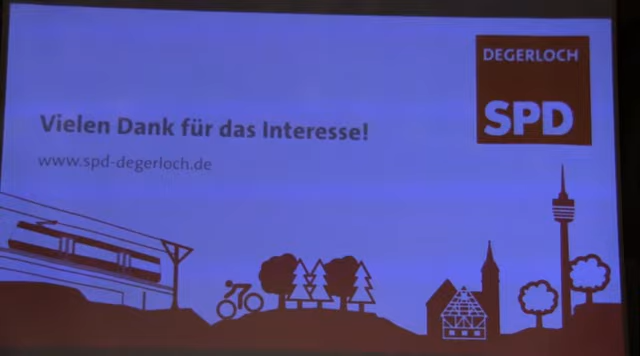 DEGERLOCH
SPD
Vielen Dank für das Interesse!
www.spd-degerloch.de